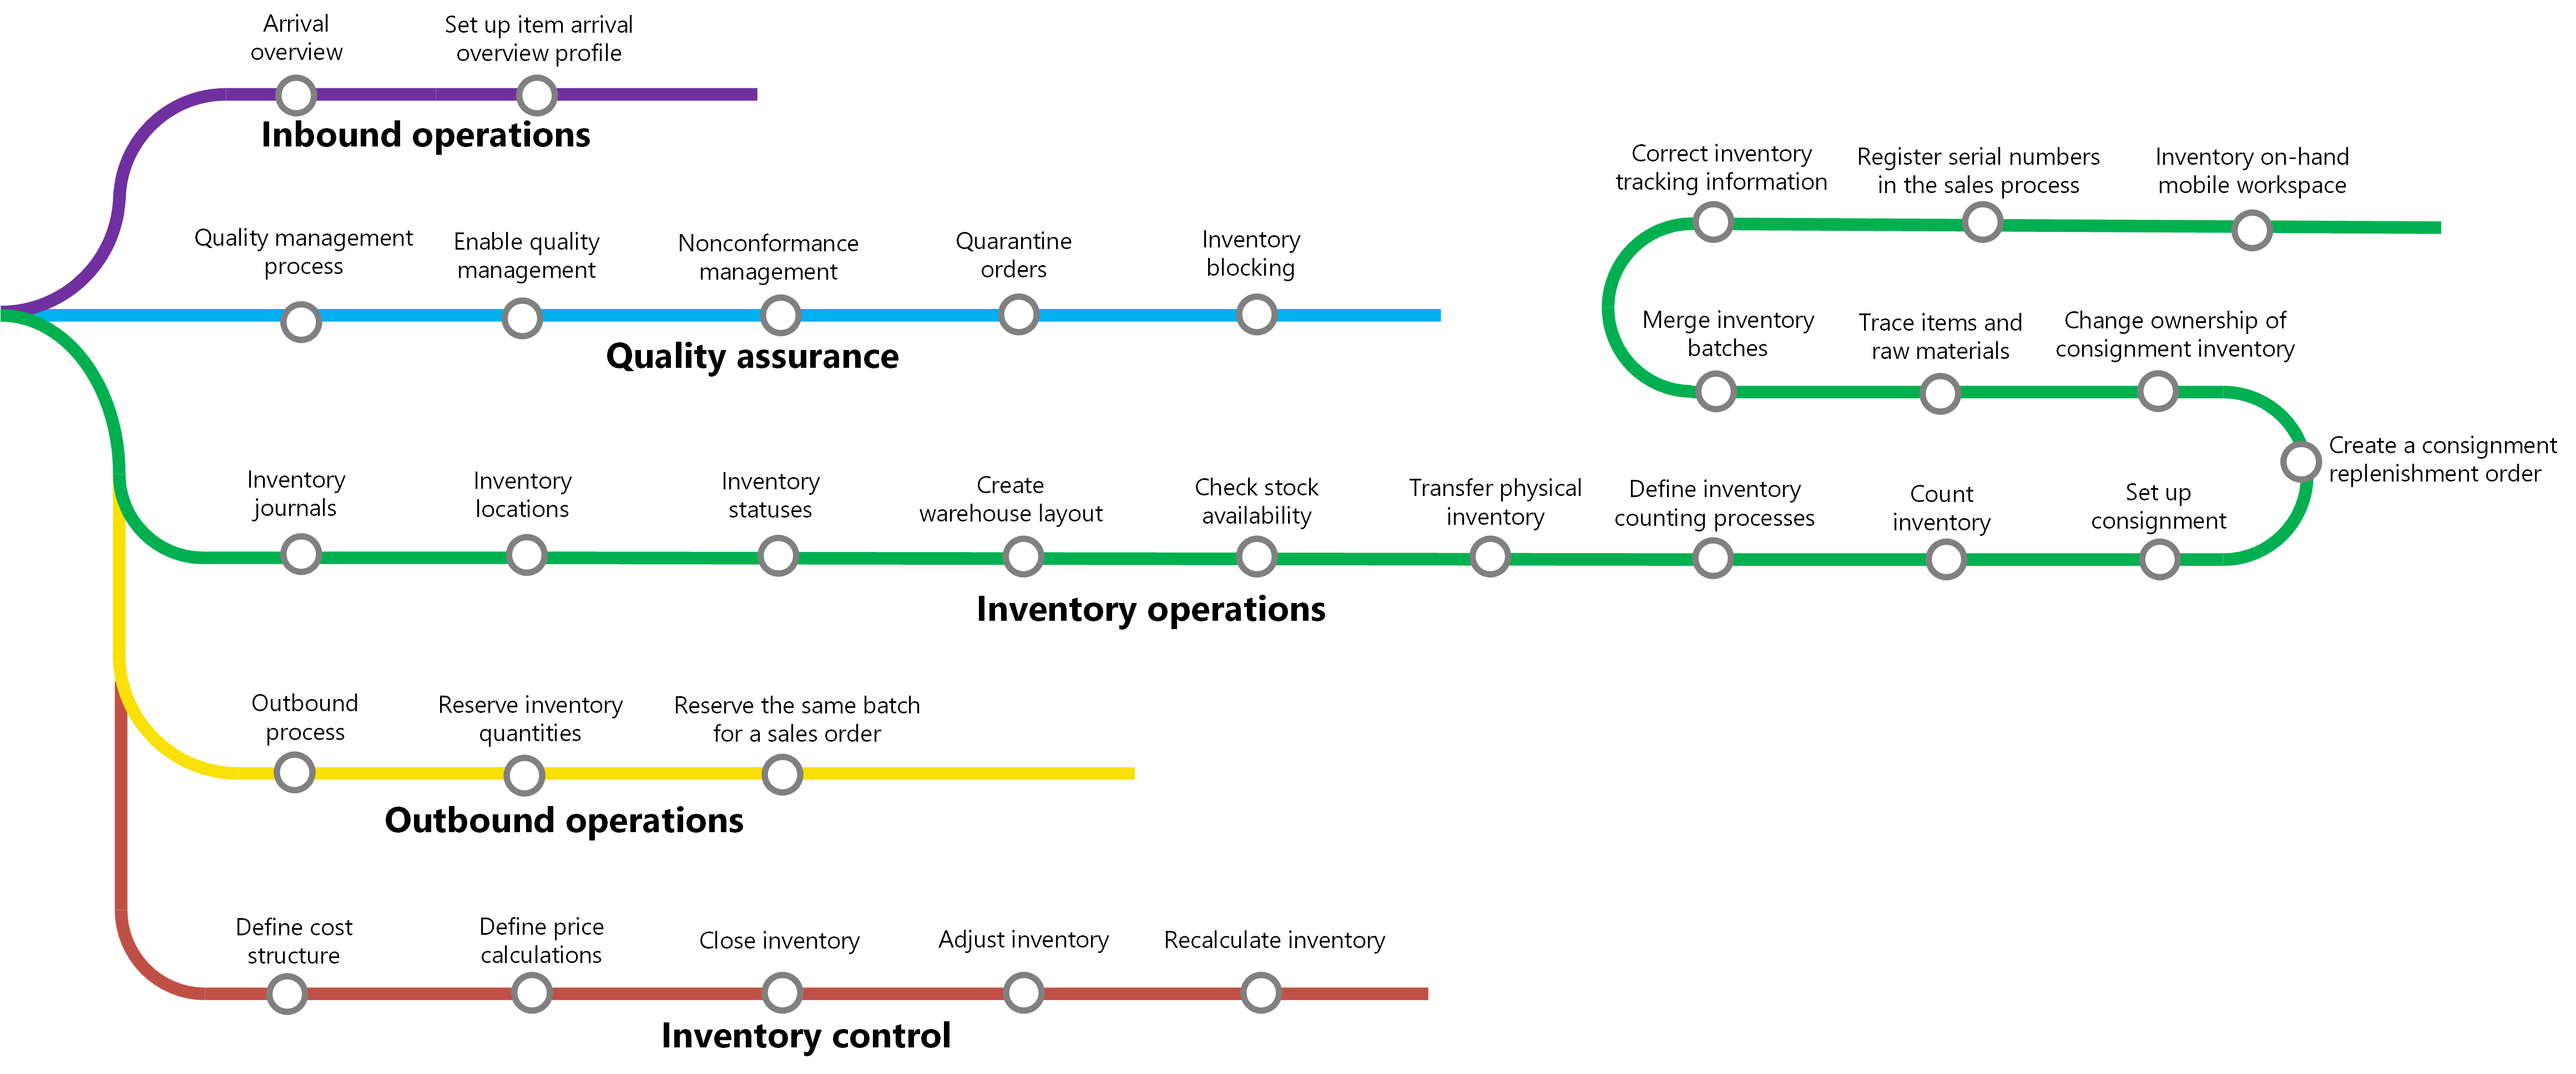 Arrival
overview
Set up item arrival
overview profile
Inbound operations
Quality management
process
Enable quality
management
Nonconformance
management
Quarantine
orders
Inventory
blocking
Quality assurance
Inventory
journals
Inventory
locations
Inventory
statuses
Create
warehouse layout
Check stock
availability
Transfer physical
inventory
Define inventory
counting processes
Count
inventory
Set up
consignment
Create a consignment
replenishment order
Change ownership of
consignment inventory
Trace items and
raw materials
Merge inventory
batches
Correct inventory
tracking information
Register serial numbers
in the sales process
Inventory on-hand
mobile workspace
Inventory operations
Outbound
process
Reserve inventory
quantities
Reserve the same batch
for a sales order
Outbound operations
Define cost
structure
Define price
calculations
Close inventory
Adjust inventory
Recalculate inventory
Inventory control